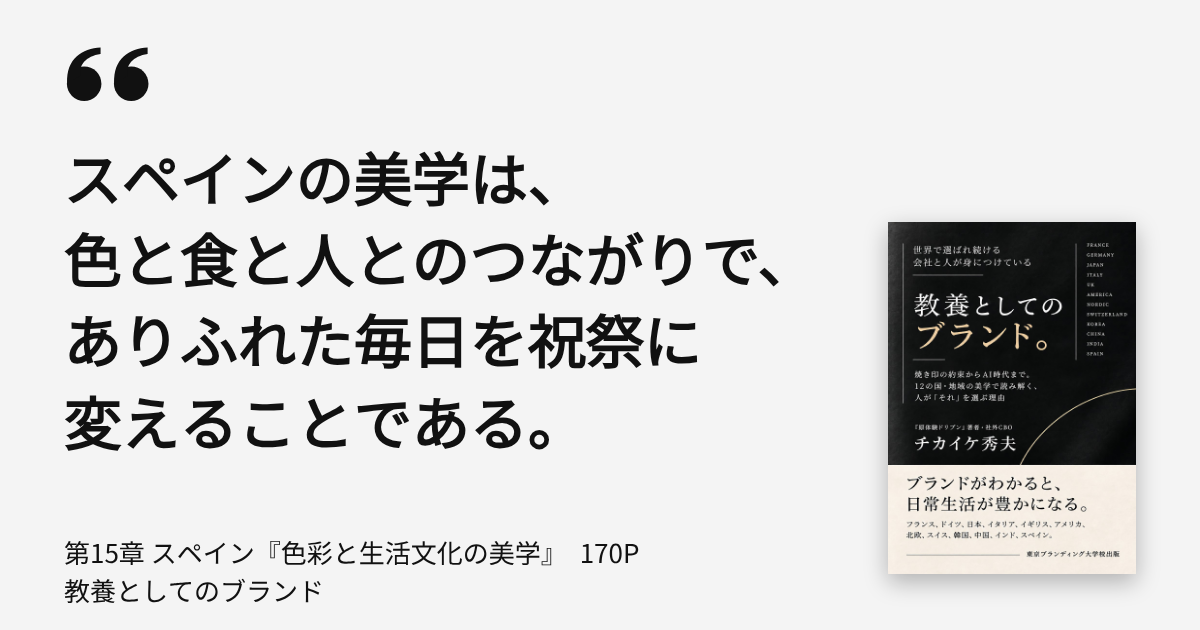 “
スペインの美学は、
色と食と人とのつながりで、
ありふれた毎日を祝祭に
変えることである。
第15章 スペイン『色彩と生活文化の美学』 170P
教養としてのブランド
世界で選ばれ続ける
会社と人が身につけている
教養としての
ブランド。
焼き印の約束からAI時代まで。
12の国・地域の美学で読み解く、
人が「それ」を選ぶ理由
『原体験ドリブン』著者・社外CBO
チカイケ秀夫
FRANCE
GERMANY
JAPAN
ITALY
UK
AMERICA
NORDIC
SWITZERLAND
KOREA
CHINA
INDIA
SPAIN
ブランドがわかると、
日常生活が豊かになる。
フランス、ドイツ、日本、イタリア、イギリス、アメリカ、
北欧、スイス、韓国、中国、インド、スペイン。
東京ブランディング大学校出版